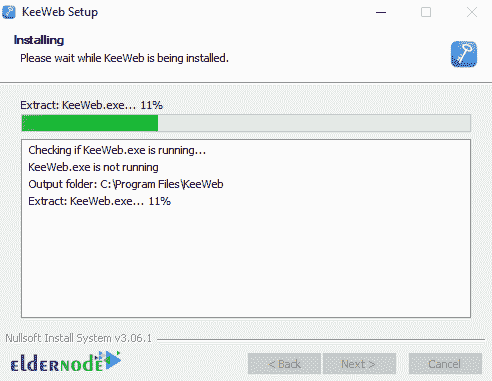 KeeWeb Setup
Installing
Please wait while KeeWeb is being installed.
Extract: KeeWeb.exe... 11%
Checking if KeeWeb.exe is running...
KeeWeb.exe is not running
Output folder: C:\Program Files\KeeWeb
Extract: KeeWeb.exe... 11%
Nullsoft Install System v3.06.1
eldernode
< Back Next > Cancel